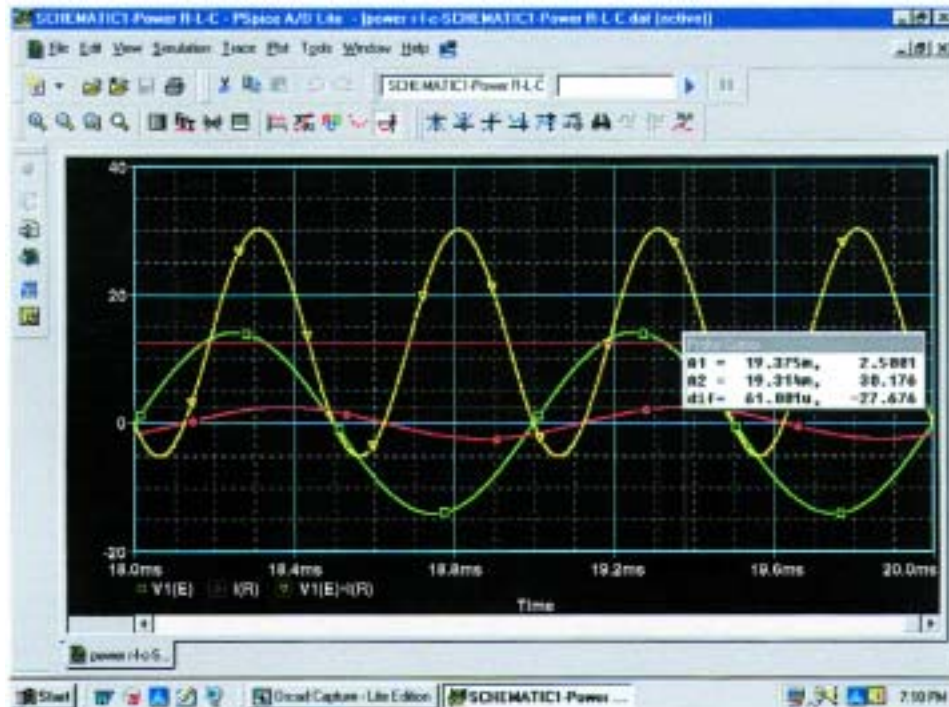 SCHEMATIC1-Power R-L-C - PSpice A/D Lite - [power r-l-c-SCHEMATIC1-Power R-L-C.dat (active)]
File Edit View Simulation Trace Plot Tools Window Help
SCHEMATIC1-Power R-L-C
40
20
0
-20
Probe Cursor
A1 = 19.375m, 2.5001
A2 = 19.314m, 30.176
dif= 61.001u, -27.676
18.0ms 18.4ms 18.8ms 19.2ms 19.6ms 20.0ms
V1(E) I(R) V1(E)*I(R)
Time
power r-l-c-S...
Start Orcad Capture - Lite Edition SCHEMATIC1-Power ... 7:10 PM